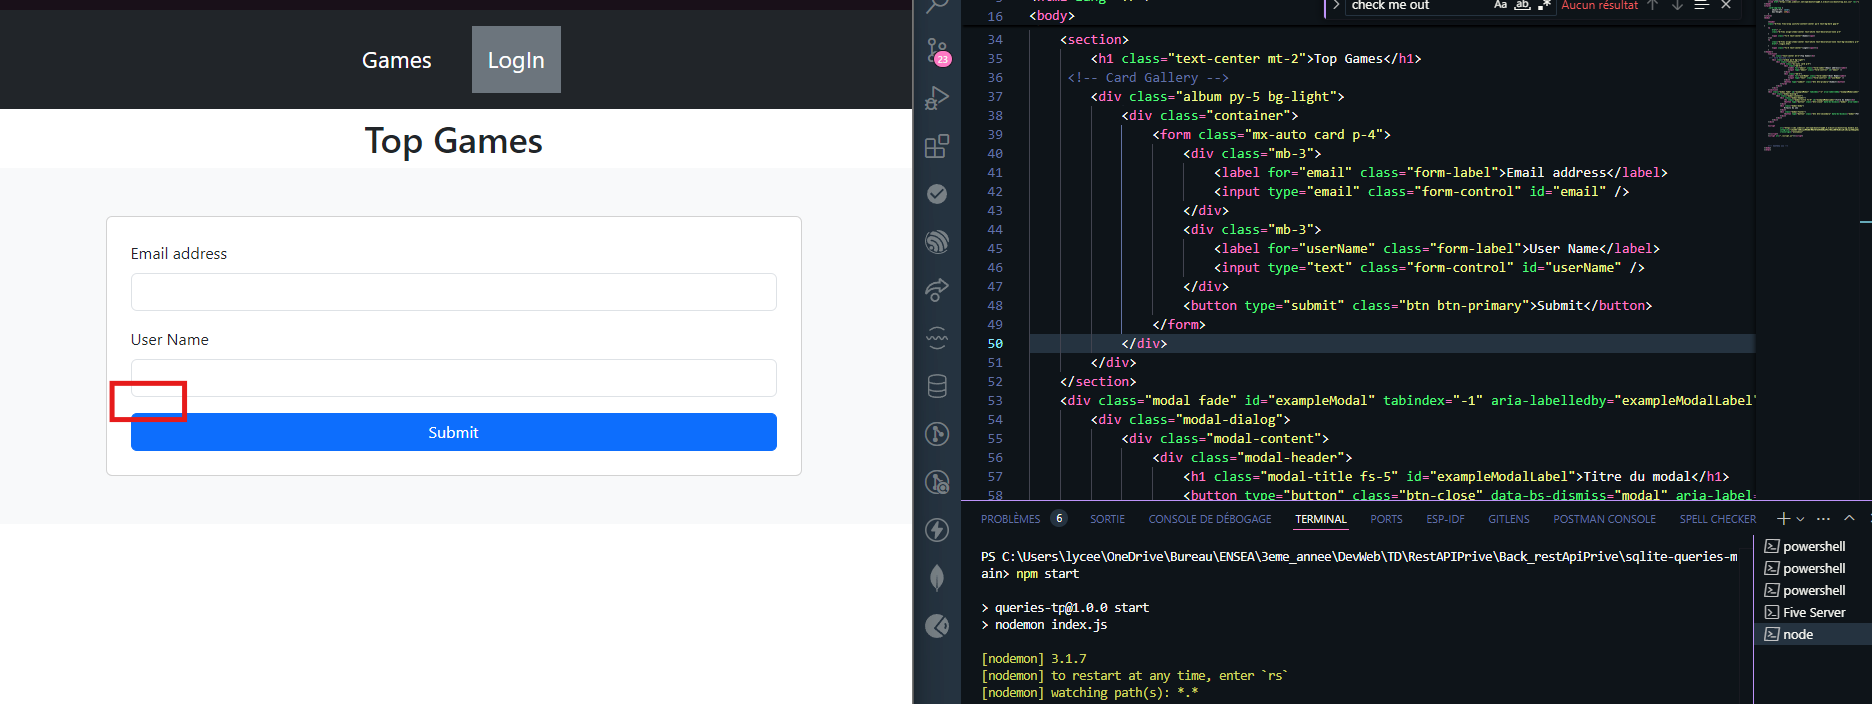 Games
LogIn
Top Games
Email address
User Name
Submit
check me out
Aa
ab
.*
Aucun résultat
23
16 <body>
34 <section>
35 <h1 class="text-center mt-2">Top Games</h1>
36 <!-- Card Gallery -->
37 <div class="album py-5 bg-light">
38 <div class="container">
39 <form class="mx-auto card p-4">
40 <div class="mb-3">
41 <label for="email" class="form-label">Email address</label>
42 <input type="email" class="form-control" id="email" />
43 </div>
44 <div class="mb-3">
45 <label for="userName" class="form-label">User Name</label>
46 <input type="text" class="form-control" id="userName" />
47 </div>
48 <button type="submit" class="btn btn-primary">Submit</button>
49 </form>
50 </div>
51 </div>
52 </section>
53 <div class="modal fade" id="exampleModal" tabindex="-1" aria-labelledby="exampleModalLabel"
54 <div class="modal-dialog">
55 <div class="modal-content">
56 <div class="modal-header">
57 <h1 class="modal-title fs-5" id="exampleModalLabel">Titre du modal</h1>
58 <button type="button" class="btn-close" data-bs-dismiss="modal" aria-label=
PROBLÈMES 6 SORTIE CONSOLE DE DÉBOGAGE TERMINAL PORTS ESP-IDF GITLENS POSTMAN CONSOLE SPELL CHECKER
PS C:\Users\lycee\OneDrive\Bureau\ENSEA\3eme_annee\DevWeb\TD\RestAPIPrive\Back_restApiPrive\sqlite-queries-m
ain> npm start
> queries-tp@1.0.0 start
> nodemon index.js
[nodemon] 3.1.7
[nodemon] to restart at any time, enter `rs`
[nodemon] watching path(s): *.*
powershell
powershell
powershell
Five Server
node